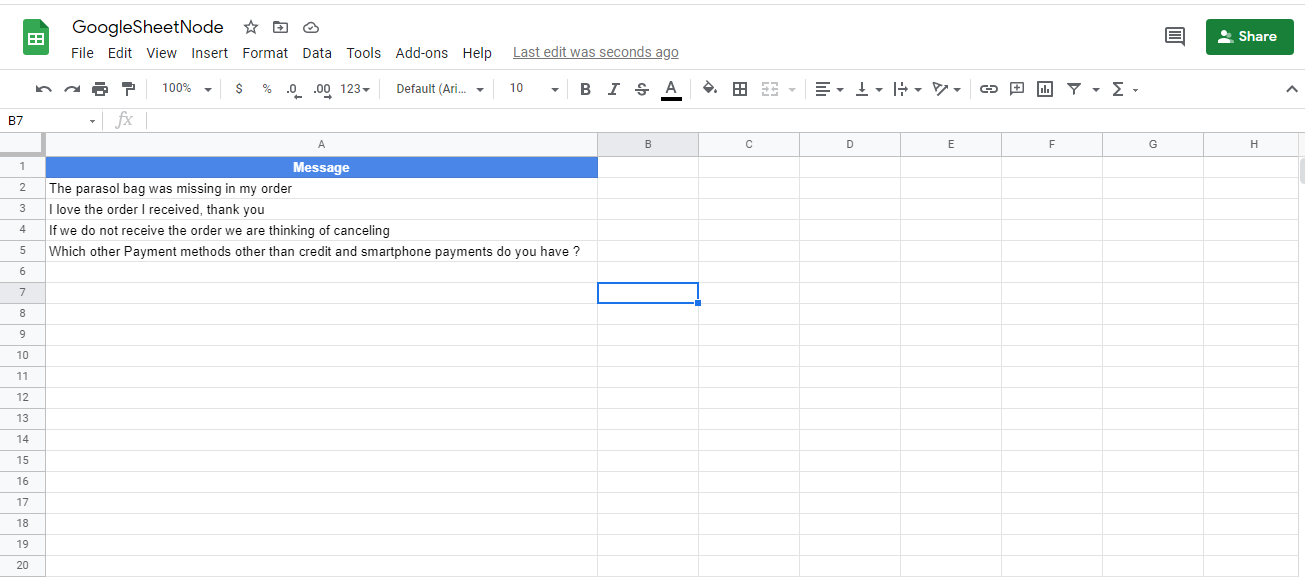 GoogleSheetNode
File Edit View Insert Format Data Tools Add-ons Help Last edit was seconds ago
Share
100% $ % .0 .00 123 Default (Ari... 10 B I S A Σ
B7 fx
A B C D E F G H
1 Message
2 The parasol bag was missing in my order
3 I love the order I received, thank you
4 If we do not receive the order we are thinking of canceling
5 Which other Payment methods other than credit and smartphone payments do you have ?
6
7
8
9
10
11
12
13
14
15
16
17
18
19
20